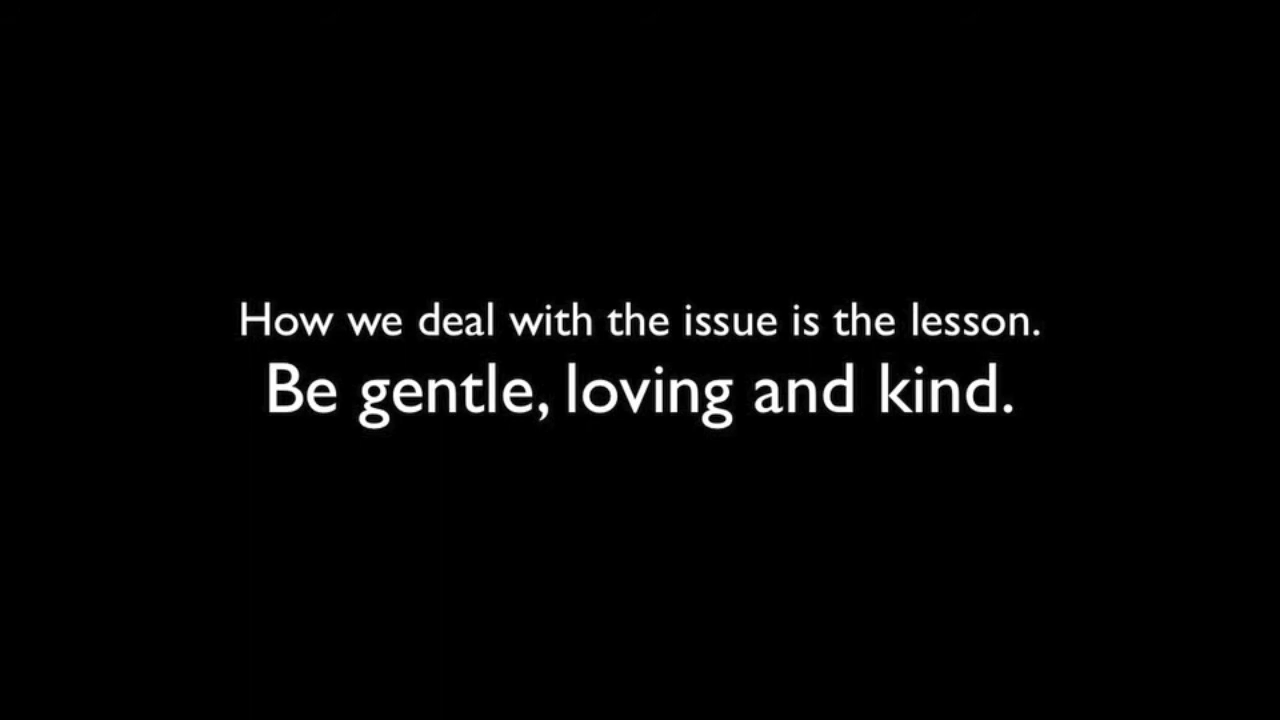 How we deal with the issue is the lesson.
Be gentle, loving and kind.